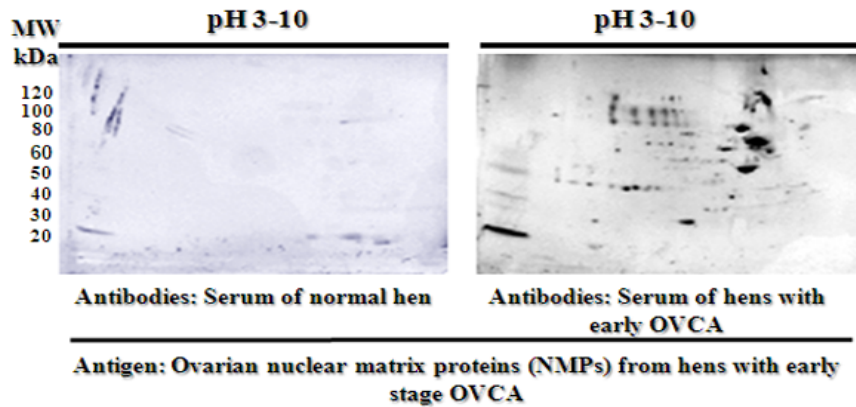 pH 3-10
pH 3-10
MW
kDa
120
100
80
60
50
40
30
20
Antibodies: Serum of normal hen
Antibodies: Serum of hens with
early OVCA
Antigen: Ovarian nuclear matrix proteins (NMPs) from hens with early
stage OVCA